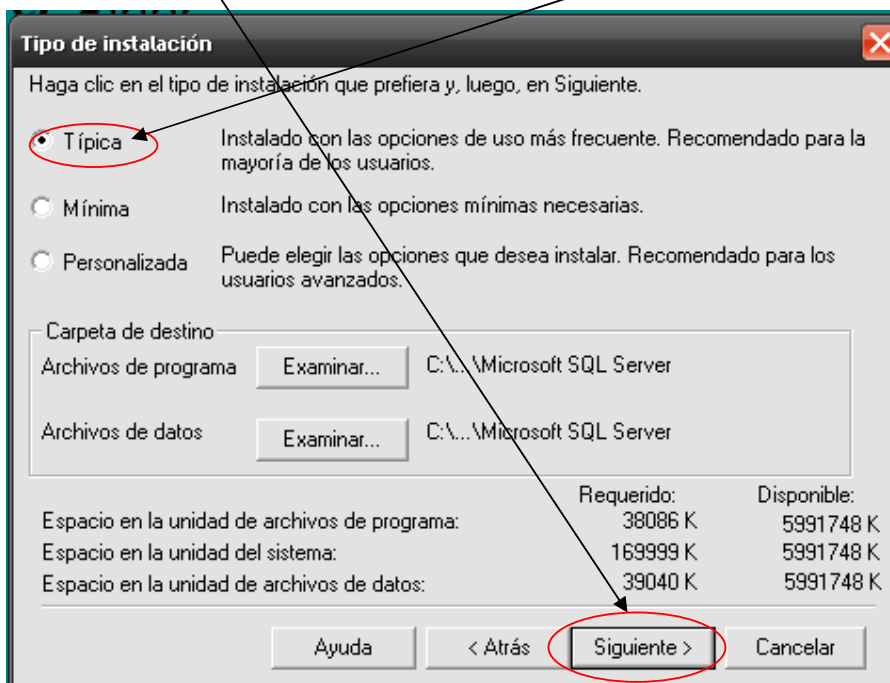 Tipo de instalación
Haga clic en el tipo de instalación que prefiera y, luego, en Siguiente.
Típica
Instalado con las opciones de uso más frecuente. Recomendado para la
mayoría de los usuarios.
Mínima
Instalado con las opciones mínimas necesarias.
Personalizada
Puede elegir las opciones que desea instalar. Recomendado para los
usuarios avanzados.
Carpeta de destino
Archivos de programa Examinar... C:\...\Microsoft SQL Server
Archivos de datos Examinar... C:\...\Microsoft SQL Server
Requerido: Disponible:
Espacio en la unidad de archivos de programa: 38086 K 5991748 K
Espacio en la unidad del sistema: 169999 K 5991748 K
Espacio en la unidad de archivos de datos: 39040 K 5991748 K
Ayuda < Atrás Siguiente > Cancelar